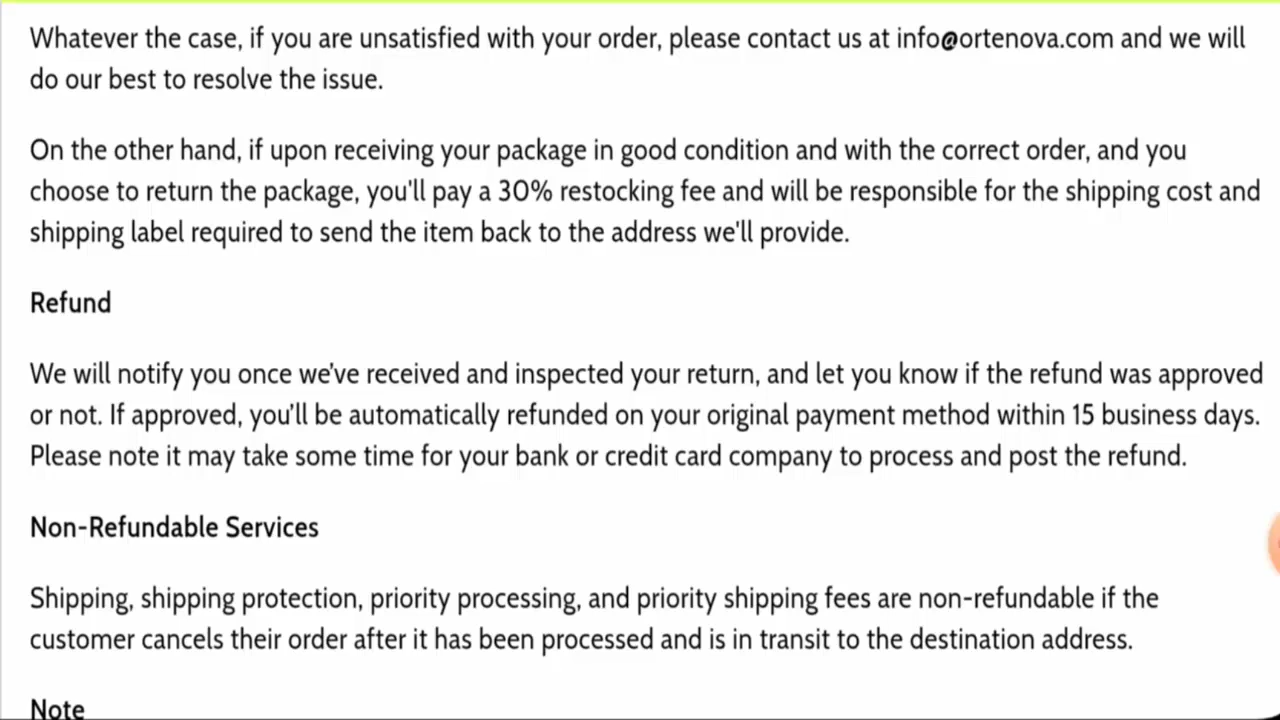 Whatever the case, if you are unsatisfied with your order, please contact us at info@ortenova.com and we will
do our best to resolve the issue.
On the other hand, if upon receiving your package in good condition and with the correct order, and you
choose to return the package, you'll pay a 30% restocking fee and will be responsible for the shipping cost and
shipping label required to send the item back to the address we'll provide.
Refund
We will notify you once we've received and inspected your return, and let you know if the refund was approved
or not. If approved, you'll be automatically refunded on your original payment method within 15 business days.
Please note it may take some time for your bank or credit card company to process and post the refund.
Non-Refundable Services
Shipping, shipping protection, priority processing, and priority shipping fees are non-refundable if the
customer cancels their order after it has been processed and is in transit to the destination address.
Note